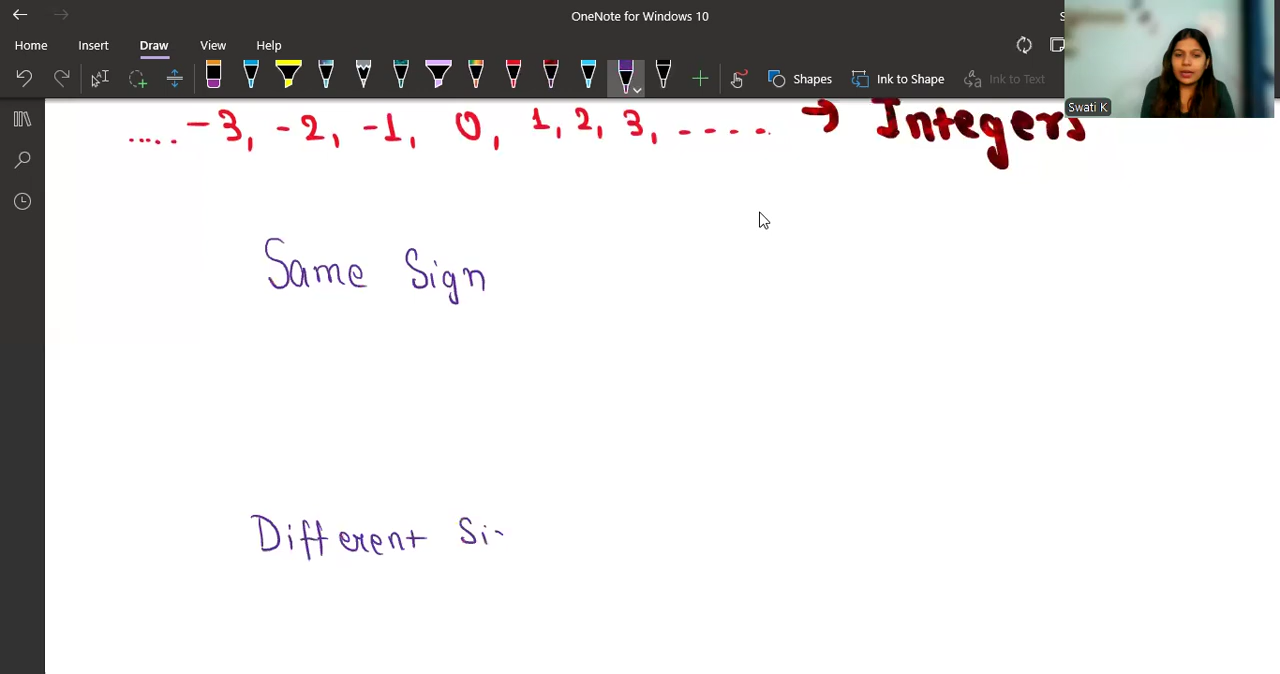 OneNote for Windows 10
Home Insert Draw View Help
Shapes Ink to Shape Ink to Text
Swati K
..... -3, -2, -1, 0, 1, 2, 3, ..... → Integers
Same Sign
Different Si